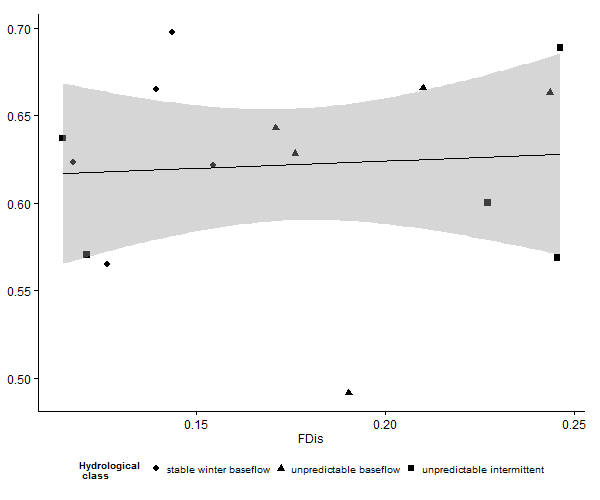 0.70
0.65
0.60
0.55
0.50
0.15 0.20 0.25
FDis
Hydrological
class
stable winter baseflow unpredictable baseflow unpredictable intermittent